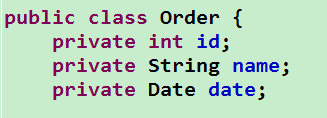 public class Order {
    private int id;
    private String name;
    private Date date;